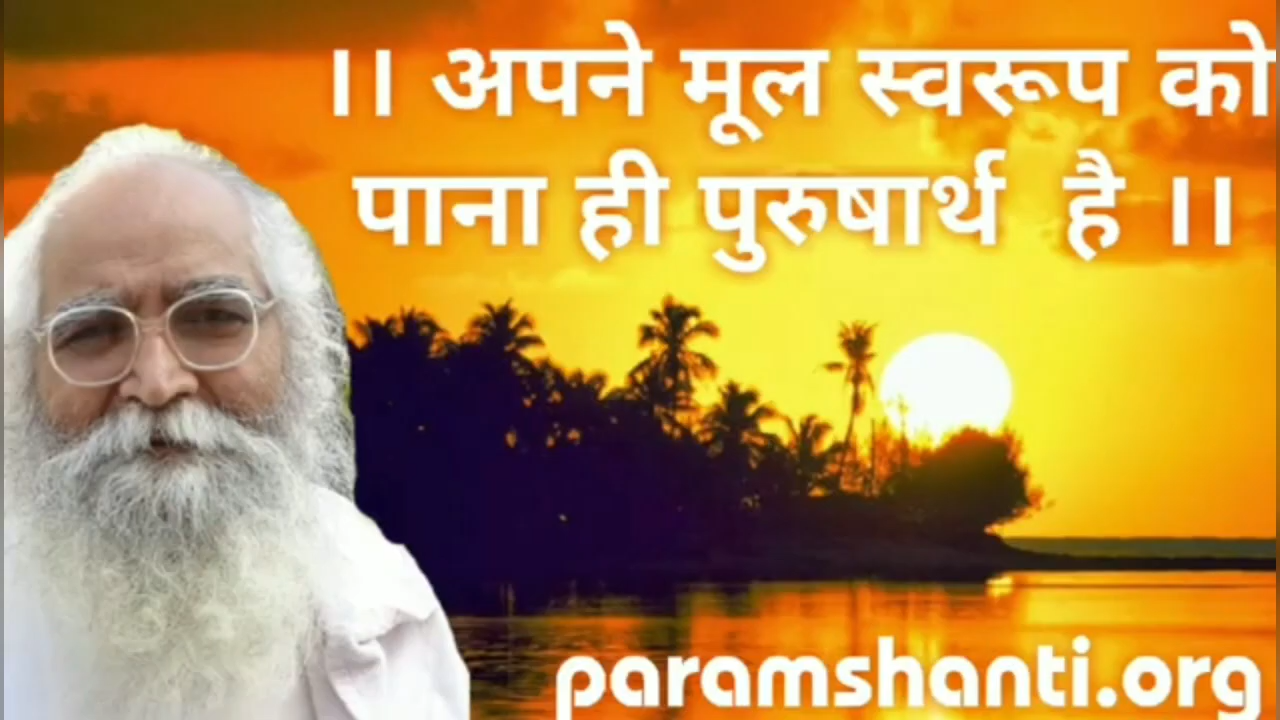 ।। अपने मूल स्वरूप को
पाना ही पुरुषार्थ है ।।
paramshanti.org